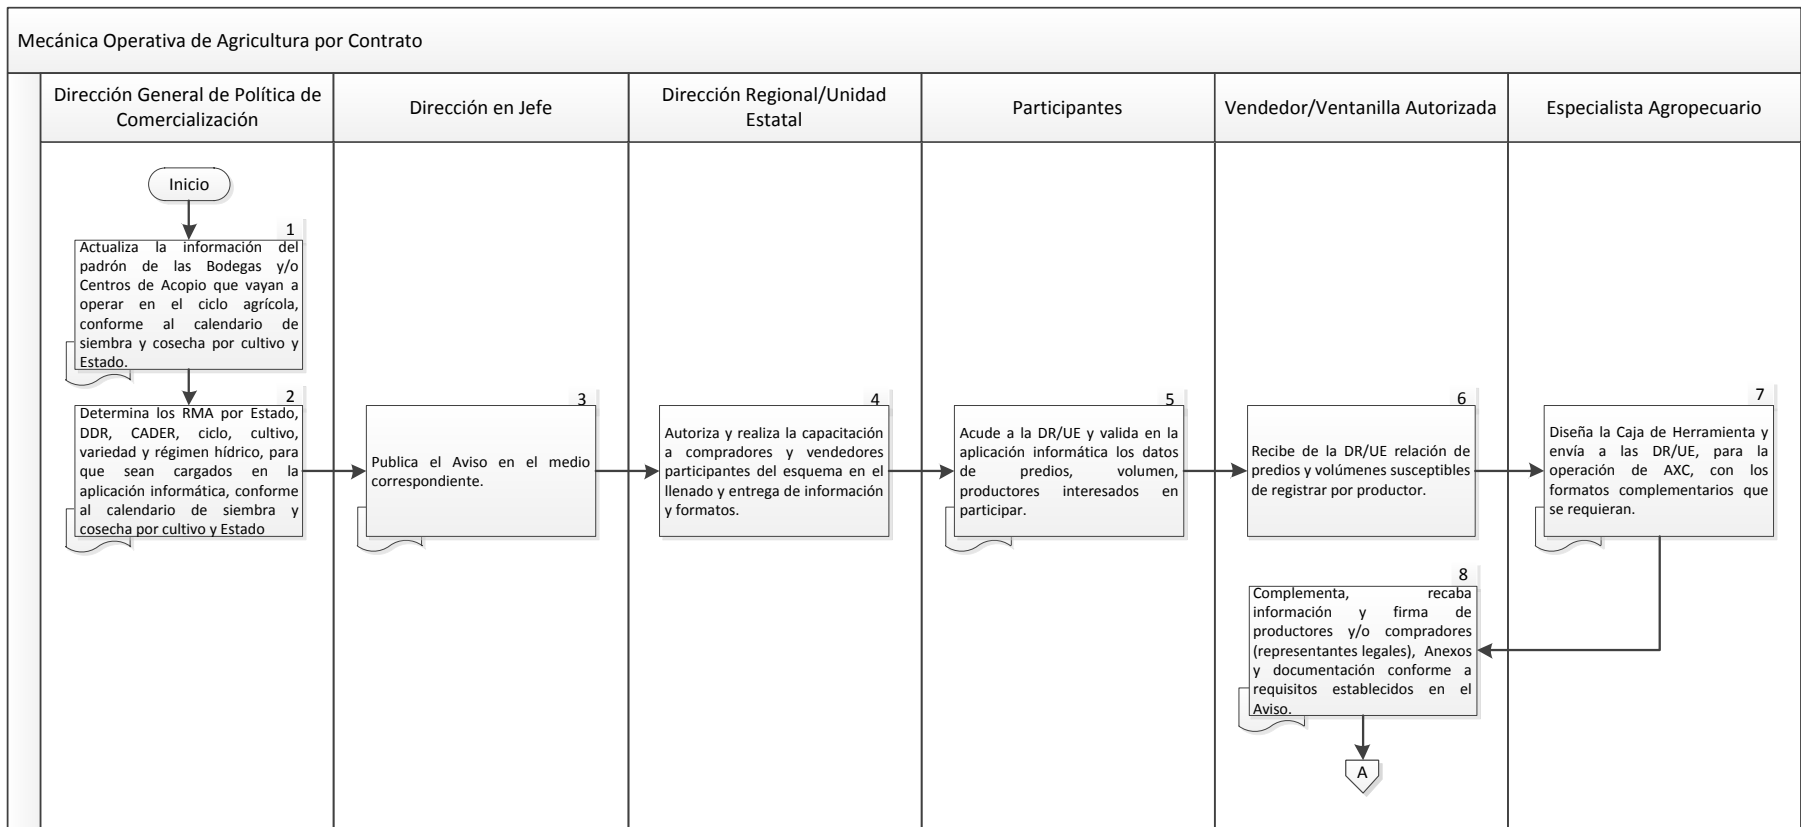 Mecánica Operativa de Agricultura por Contrato
Dirección General de Política de
Comercialización
Dirección en Jefe
Dirección Regional/Unidad
Estatal
Participantes
Vendedor/Ventanilla Autorizada
Especialista Agropecuario
Inicio
1
Actualiza la información del
padrón de las Bodegas y/o
Centros de Acopio que vayan a
operar en el ciclo agrícola,
conforme al calendario de
siembra y cosecha por cultivo y
Estado.
2
Determina los RMA por Estado,
DDR, CADER, ciclo, cultivo,
variedad y régimen hídrico, para
que sean cargados en la
aplicación informática, conforme
al calendario de siembra y
cosecha por cultivo y Estado
3
Publica el Aviso en el medio
correspondiente.
4
Autoriza y realiza la capacitación
a compradores y vendedores
participantes del esquema en el
llenado y entrega de información
y formatos.
5
Acude a la DR/UE y valida en la
aplicación informática los datos
de predios, volumen,
productores interesados en
participar.
6
Recibe de la DR/UE relación de
predios y volúmenes susceptibles
de registrar por productor.
7
Diseña la Caja de Herramienta y
envía a las DR/UE, para la
operación de AXC, con los
formatos complementarios que
se requieran.
8
Complementa, recaba
información y firma de
productores y/o compradores
(representantes legales), Anexos
y documentación conforme a
requisitos establecidos en el
Aviso.
A